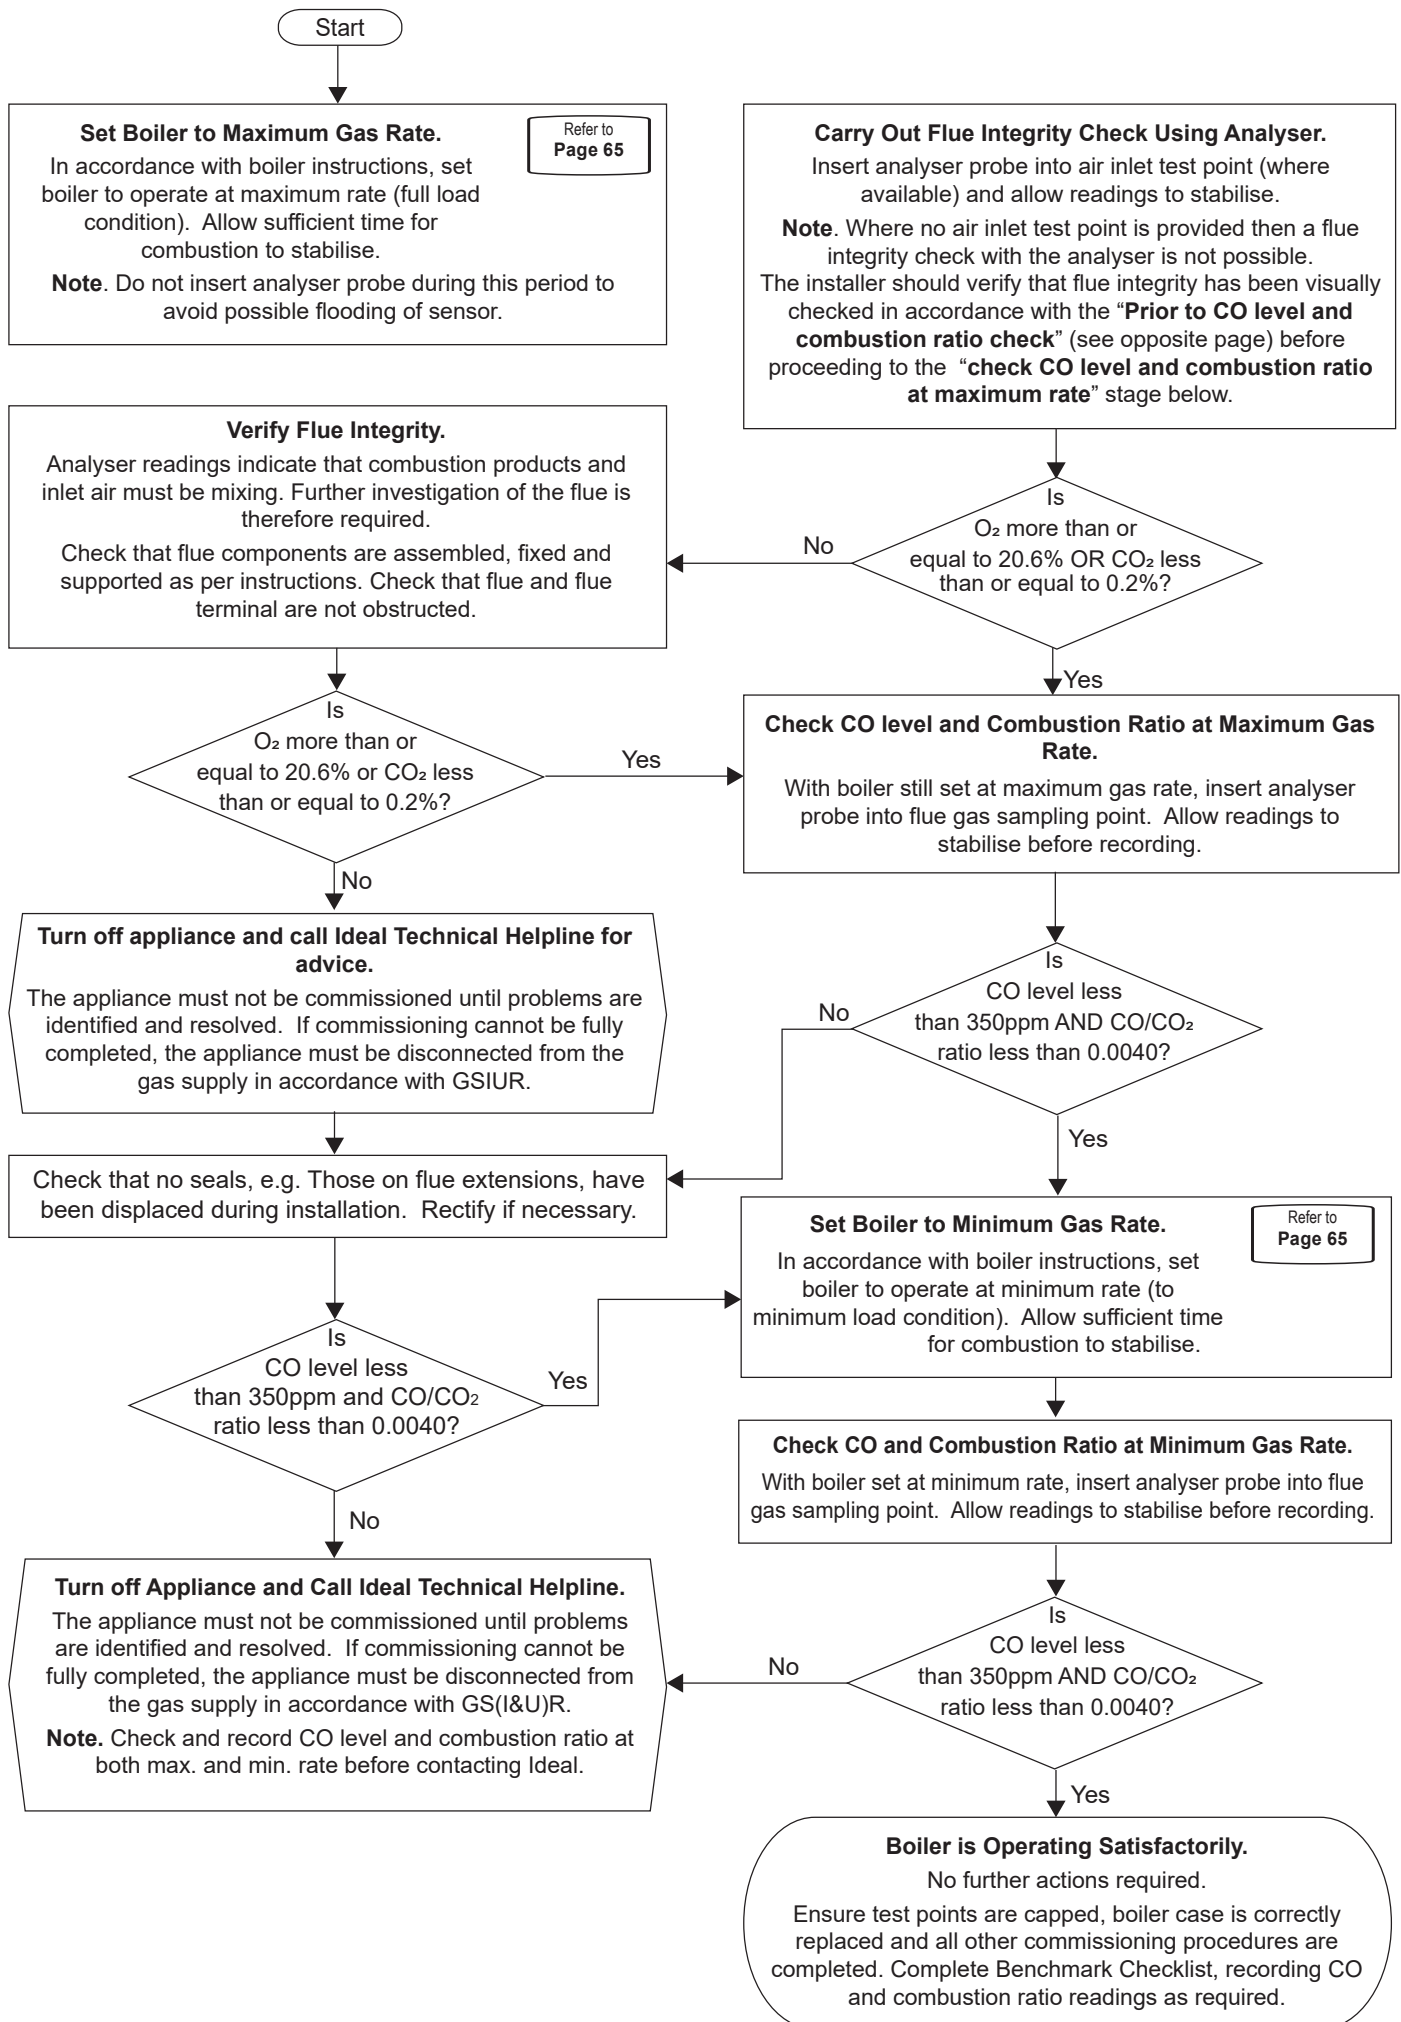 Start
Set Boiler to Maximum Gas Rate.
Refer to
Page 65
In accordance with boiler instructions, set
boiler to operate at maximum rate (full load
condition).  Allow sufficient time for
combustion to stabilise.
Note. Do not insert analyser probe during this period to
avoid possible flooding of sensor.
Carry Out Flue Integrity Check Using Analyser.
Insert analyser probe into air inlet test point (where
available) and allow readings to stabilise.
Note. Where no air inlet test point is provided then a flue
integrity check with the analyser is not possible.
The installer should verify that flue integrity has been visually
checked in accordance with the “Prior to CO level and
combustion ratio check” (see opposite page) before
proceeding to the  “check CO level and combustion ratio
at maximum rate” stage below.
Is
O₂ more than or
equal to 20.6% OR CO₂ less
than or equal to 0.2%?
No
Yes
Verify Flue Integrity.
Analyser readings indicate that combustion products and
inlet air must be mixing. Further investigation of the flue is
therefore required.
Check that flue components are assembled, fixed and
supported as per instructions. Check that flue and flue
terminal are not obstructed.
Is
O₂ more than or
equal to 20.6% or CO₂ less
than or equal to 0.2%?
Yes
No
Check CO level and Combustion Ratio at Maximum Gas
Rate.
With boiler still set at maximum gas rate, insert analyser
probe into flue gas sampling point.  Allow readings to
stabilise before recording.
Turn off appliance and call Ideal Technical Helpline for
advice.
The appliance must not be commissioned until problems are
identified and resolved.  If commissioning cannot be fully
completed, the appliance must be disconnected from the
gas supply in accordance with GSIUR.
Is
CO level less
than 350ppm AND CO/CO₂
ratio less than 0.0040?
No
Yes
Check that no seals, e.g. Those on flue extensions, have
been displaced during installation.  Rectify if necessary.
Set Boiler to Minimum Gas Rate.
Refer to
Page 65
In accordance with boiler instructions, set
boiler to operate at minimum rate (to
minimum load condition).  Allow sufficient time
for combustion to stabilise.
Is
CO level less
than 350ppm and CO/CO₂
ratio less than 0.0040?
Yes
No
Check CO and Combustion Ratio at Minimum Gas Rate.
With boiler set at minimum rate, insert analyser probe into flue
gas sampling point.  Allow readings to stabilise before recording.
Turn off Appliance and Call Ideal Technical Helpline.
The appliance must not be commissioned until problems
are identified and resolved.  If commissioning cannot be
fully completed, the appliance must be disconnected from
the gas supply in accordance with GS(I&U)R.
Note. Check and record CO level and combustion ratio at
both max. and min. rate before contacting Ideal.
Is
CO level less
than 350ppm AND CO/CO₂
ratio less than 0.0040?
No
Yes
Boiler is Operating Satisfactorily.
No further actions required.
Ensure test points are capped, boiler case is correctly
replaced and all other commissioning procedures are
completed. Complete Benchmark Checklist, recording CO
and combustion ratio readings as required.